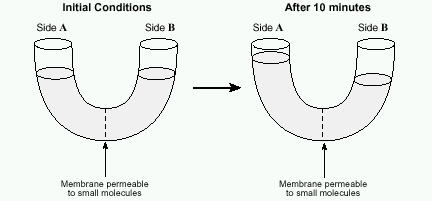 Initial Conditions
Side A
Side B
Membrane permeable
to small molecules
After 10 minutes
Side A
Side B
Membrane permeable
to small molecules